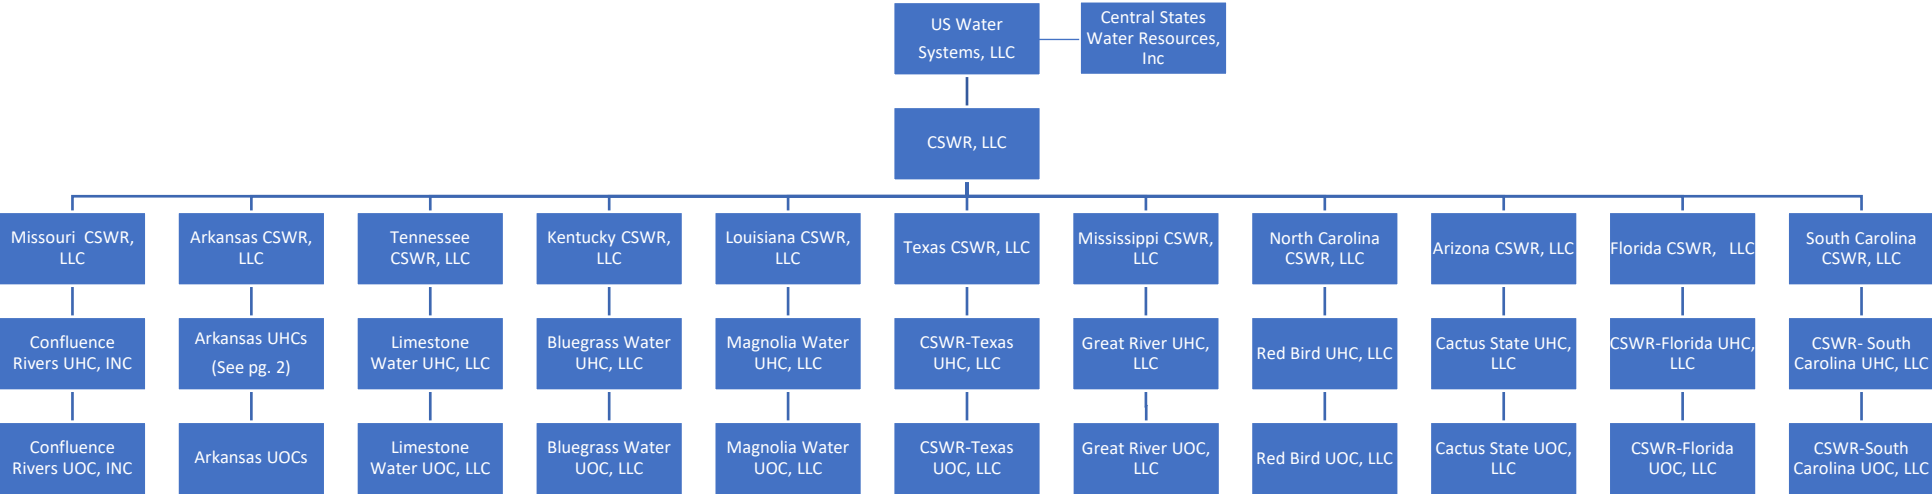 US Water
Systems, LLC
Central States
Water Resources,
Inc
CSWR, LLC
Missouri CSWR,
LLC
Arkansas CSWR,
LLC
Tennessee
CSWR, LLC
Kentucky CSWR,
LLC
Louisiana CSWR,
LLC
Texas CSWR, LLC
Mississippi CSWR,
LLC
North Carolina
CSWR, LLC
Arizona CSWR, LLC
Florida CSWR, LLC
South Carolina
CSWR, LLC
Confluence
Rivers UHC, INC
Arkansas UHCs
(See pg. 2)
Limestone
Water UHC, LLC
Bluegrass Water
UHC, LLC
Magnolia Water
UHC, LLC
CSWR-Texas
UHC, LLC
Great River UHC,
LLC
Red Bird UHC, LLC
Cactus State UHC,
LLC
CSWR-Florida UHC,
LLC
CSWR- South
Carolina UHC, LLC
Confluence
Rivers UOC, INC
Arkansas UOCs
Limestone
Water UOC, LLC
Bluegrass Water
UOC, LLC
Magnolia Water
UOC, LLC
CSWR-Texas
UOC, LLC
Great River UOC,
LLC
Red Bird UOC, LLC
Cactus State UOC,
LLC
CSWR-Florida
UOC, LLC
CSWR-South
Carolina UOC, LLC